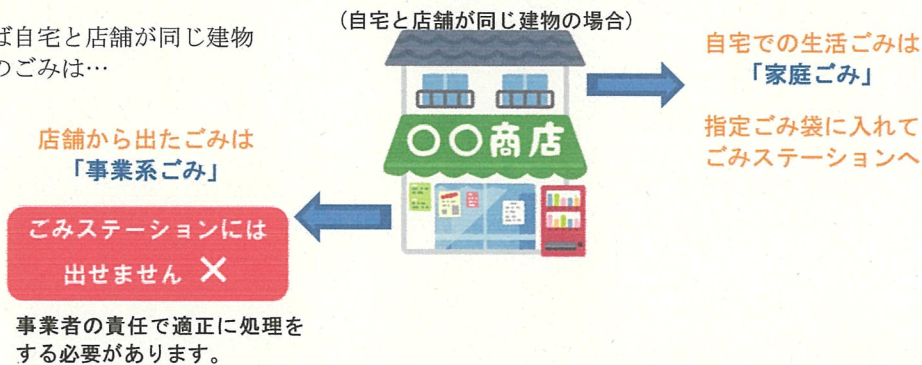 (自宅と店舗が同じ建物の場合)
ば自宅と店舗が同じ建物
のごみは…
自宅での生活ごみは
「家庭ごみ」
指定ごみ袋に入れて
ごみステーションへ
店舗から出たごみは
「事業系ごみ」
〇〇商店
ごみステーションには
出せません ×
事業者の責任で適正に処理を
する必要があります。